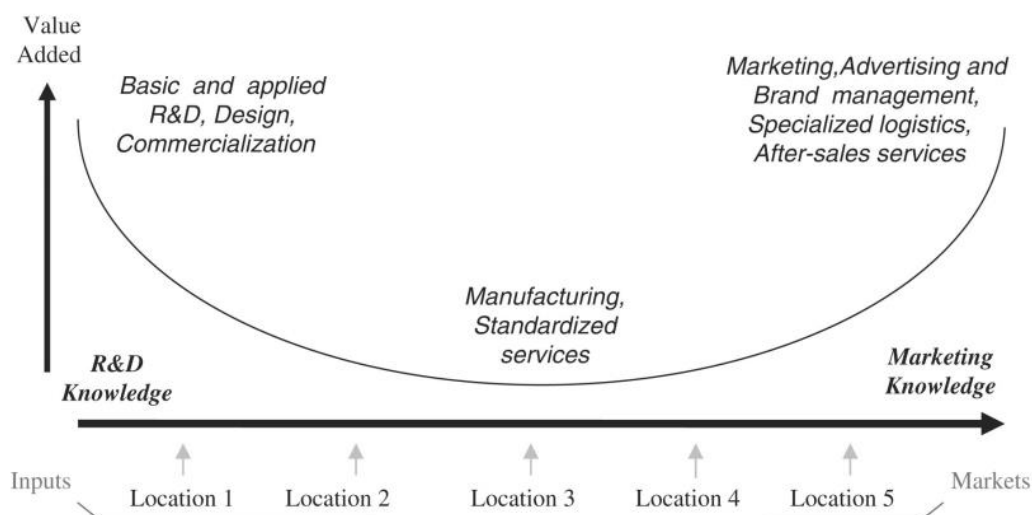 Value
Added
Basic and applied
R&D, Design,
Commercialization
Marketing,Advertising and
Brand management,
Specialized logistics,
After-sales services
Manufacturing,
Standardized
services
R&D
Knowledge
Marketing
Knowledge
Inputs
Location 1
Location 2
Location 3
Location 4
Location 5
Markets